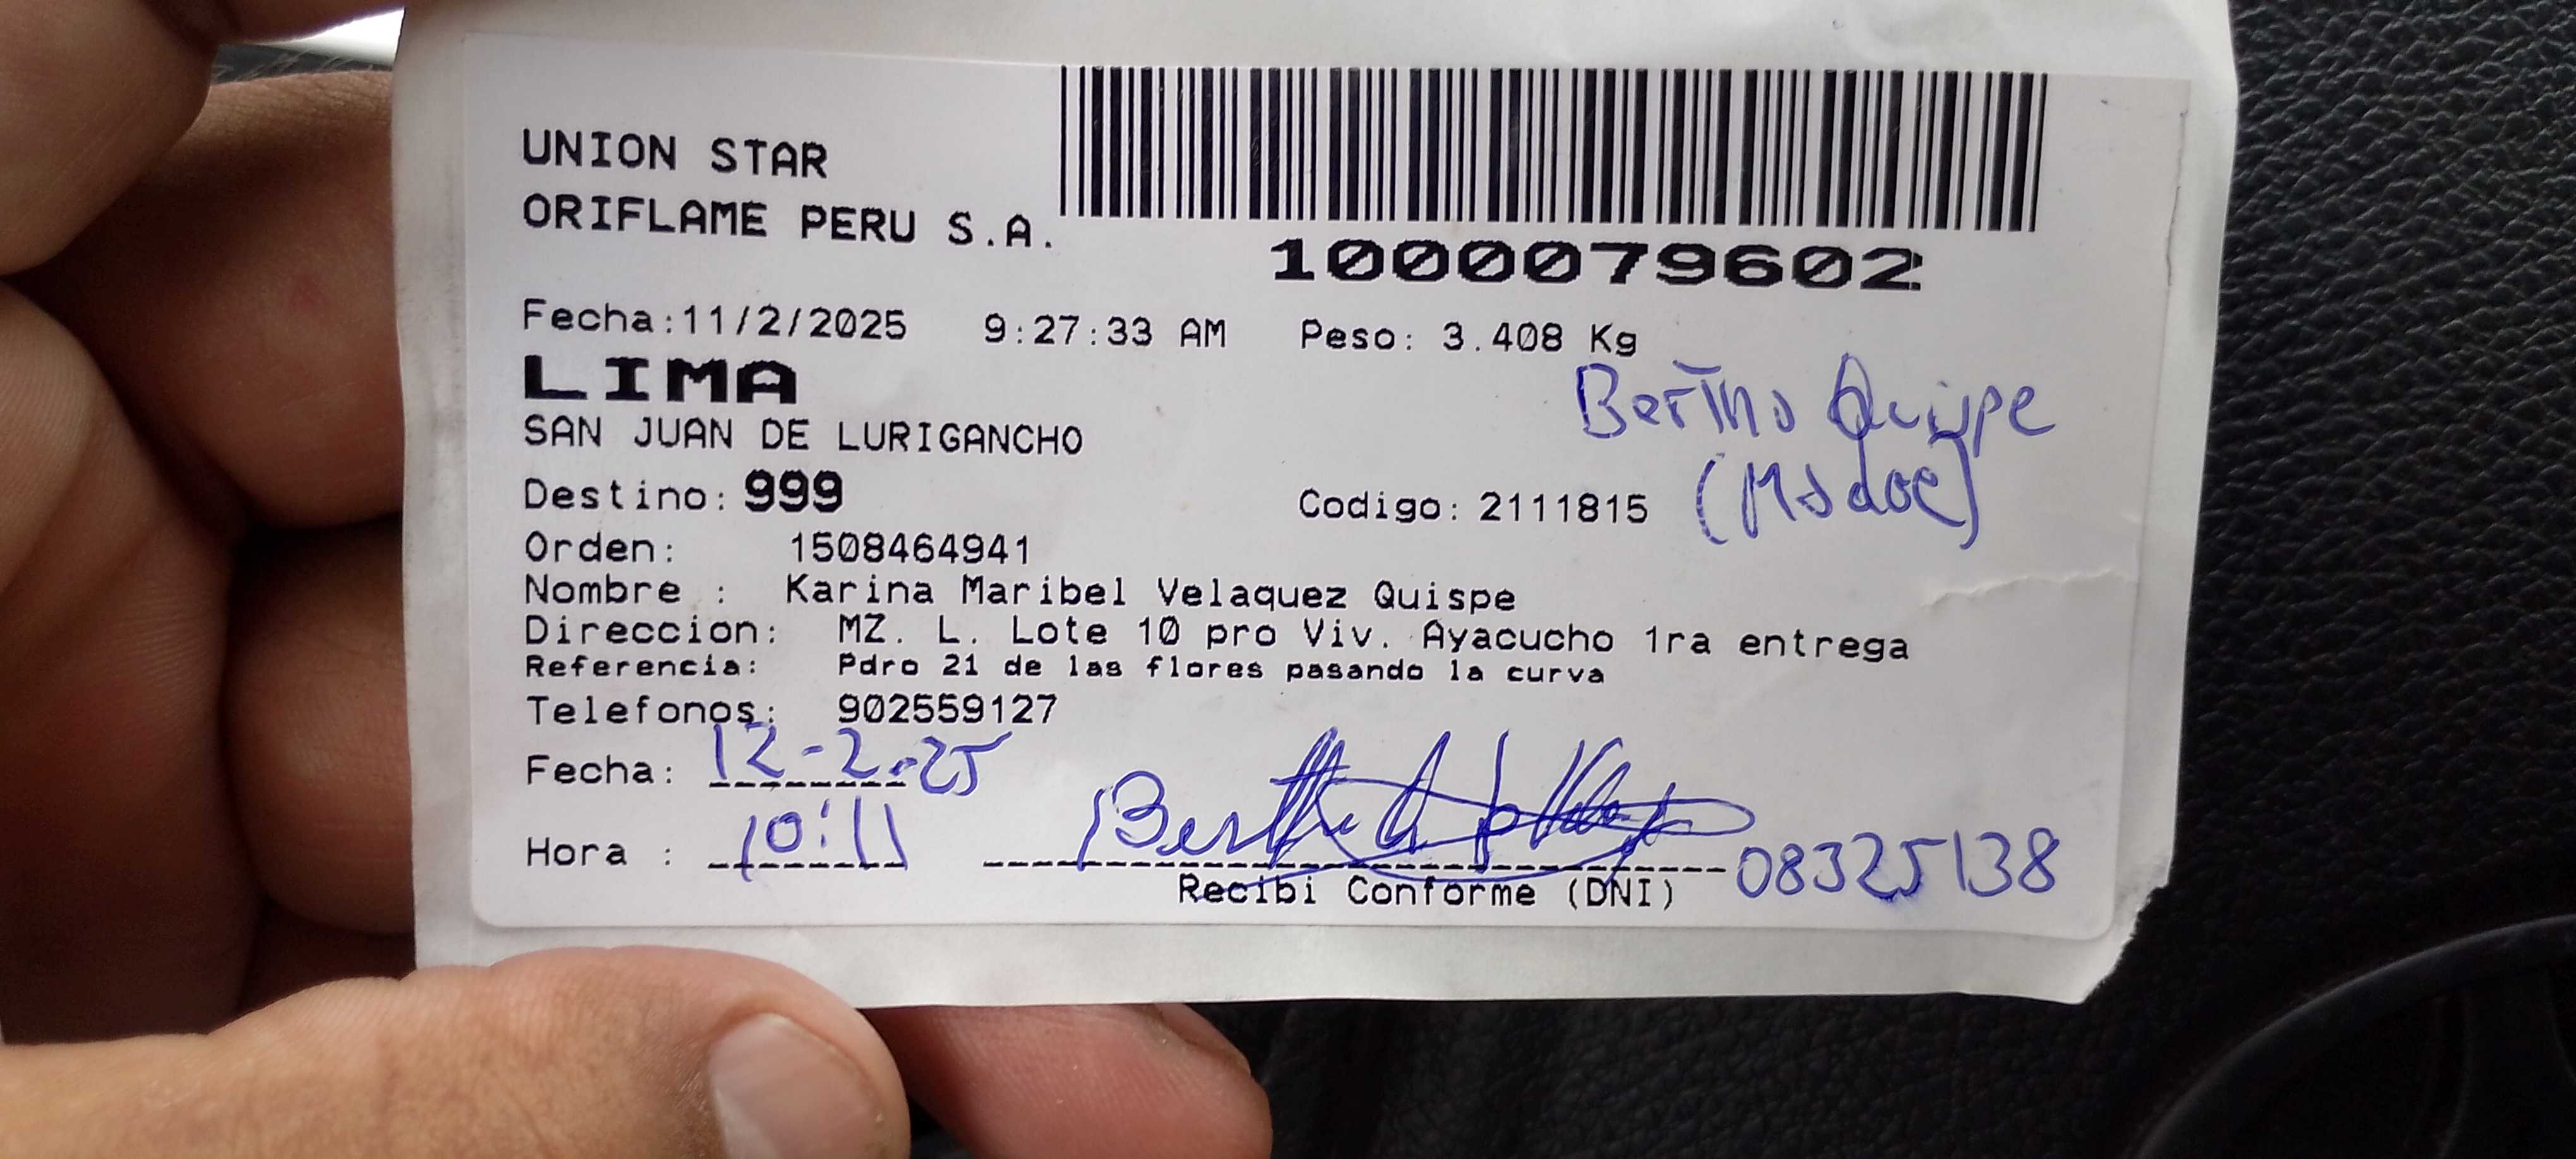 UNION STAR
ORIFLAME PERU S.A.
1000079602
Fecha:11/2/2025 9:27:33 AM Peso: 3.408 Kg
LIMA
SAN JUAN DE LURIGANCHO
Quispe
Destino: 999 Codigo: 2111815
Orden: 1508464941
Nombre : Karina Maribel Velaquez Quispe
Direccion: MZ. L. Lote 10 pro Viv. Ayacucho 1ra entrega
Referencia: Pdro 21 de las flores pasando la curva
Telefonos: 902559127
Fecha: 12-2-25
Hora : 10:11
Recibi Conforme (DNI) 08325138